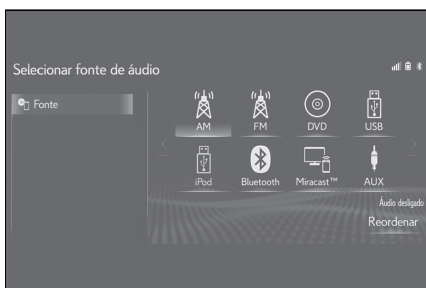 Selecionar fonte de áudio
Fonte
AM
FM
DVD
USB
iPod
Bluetooth
Miracast™
AUX
Áudio desligado
Reordenar